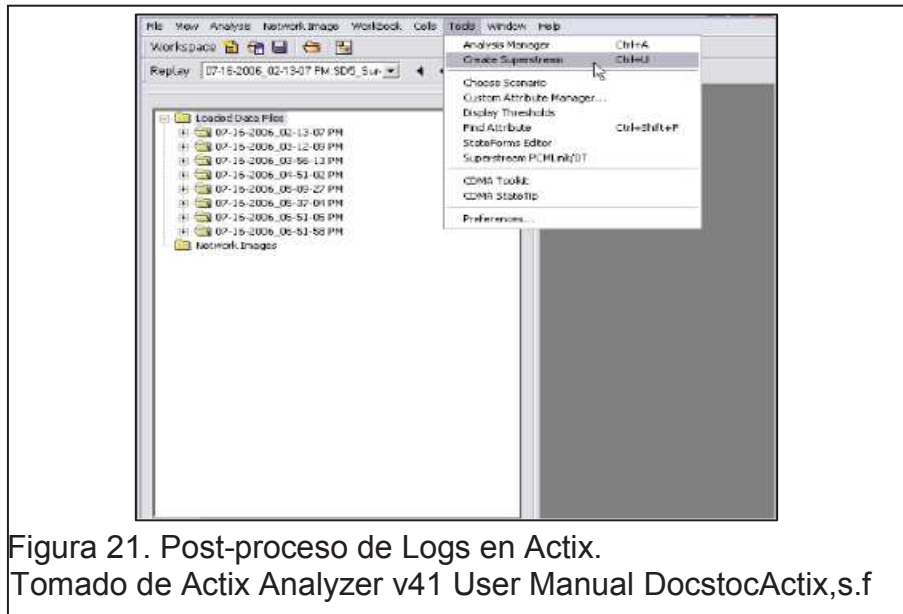 File View Analysis Network.Image Workbook Cells Tools Window Help
Workspace
Analysis Manager Ctrl+A
Create Superstream Ctrl+U
Replay 07-16-2006_02-13-07 PM.SD5_Sur
Choose Scenario
Custom Attribute Manager...
Display Thresholds
Find Attribute Ctrl+Shift+F
StateForms Editor
Superstream PCMLink/DT
CDMA Toolkit
CDMA StateTip
Preferences...
Loaded Data Files
07-16-2006_02-13-07 PM
07-16-2006_03-12-09 PM
07-16-2006_03-56-13 PM
07-16-2006_04-51-02 PM
07-16-2006_05-09-27 PM
07-16-2006_05-37-04 PM
07-16-2006_05-51-05 PM
07-16-2006_06-51-58 PM
Network.Images
Figura 21. Post-proceso de Logs en Actix.
Tomado de Actix Analyzer v41 User Manual DocstocActix,s.f